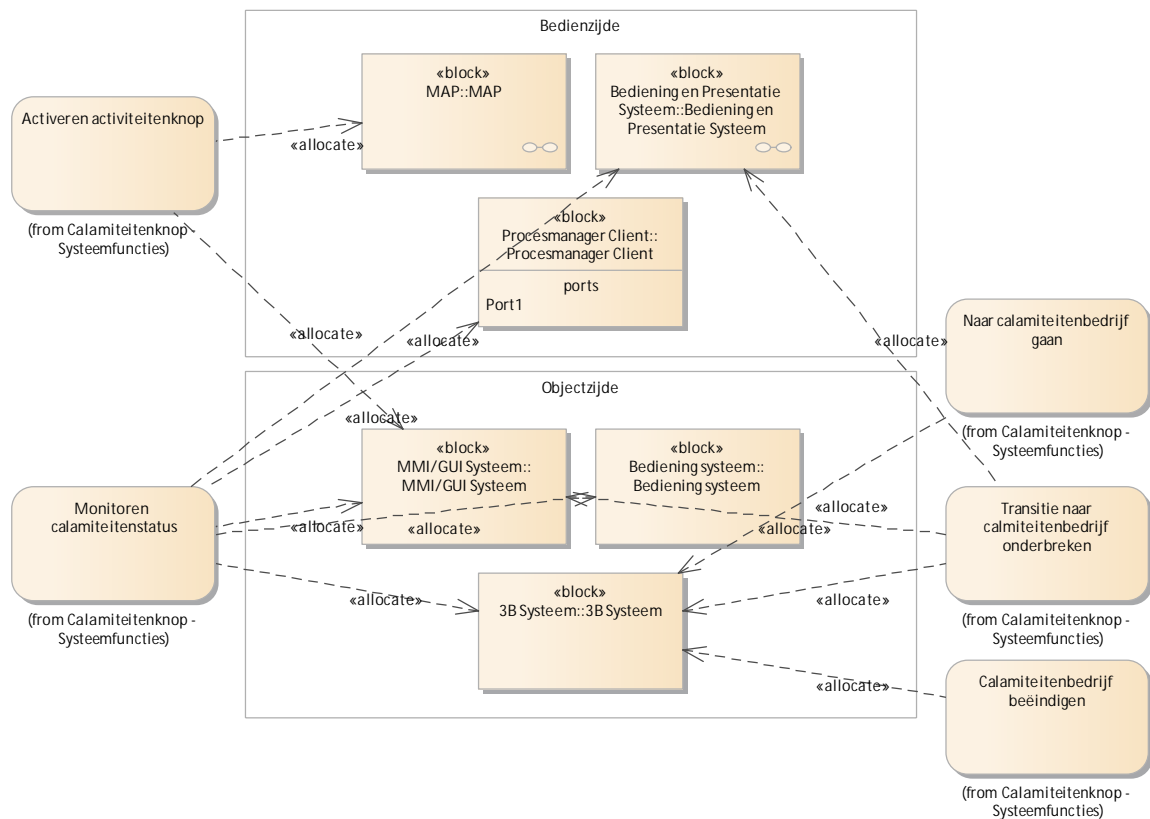 Bedienzijde
«block»
MAP::MAP
«block»
Bediening en Presentatie
Systeem::Bediening en
Presentatie Systeem
Activeren activiteitenknop
«allocate»
(from Calamiteitenknop -
Systeemfuncties)
«block»
Procesmanager Client::
Procesmanager Client
ports
Port1
«allocate»
«allocate»
«allocate»
Naar calamiteitenbedrijf
gaan
(from Calamiteitenknop -
Systeemfuncties)
Objectzijde
«allocate»
«block»
MMI/GUI Systeem::
MMI/GUI Systeem
«block»
Bediening systeem::
Bediening systeem
Monitoren
calamiteitenstatus
«allocate»
«allocate»
«allocate»
«allocate»
Transitie naar
calmiteitenbedrijf
onderbreken
(from Calamiteitenknop -
Systeemfuncties)
(from Calamiteitenknop -
Systeemfuncties)
«block»
3B Systeem::3B Systeem
«allocate»
«allocate»
«allocate»
Calamiteitenbedrijf
beëindigen
(from Calamiteitenknop -
Systeemfuncties)